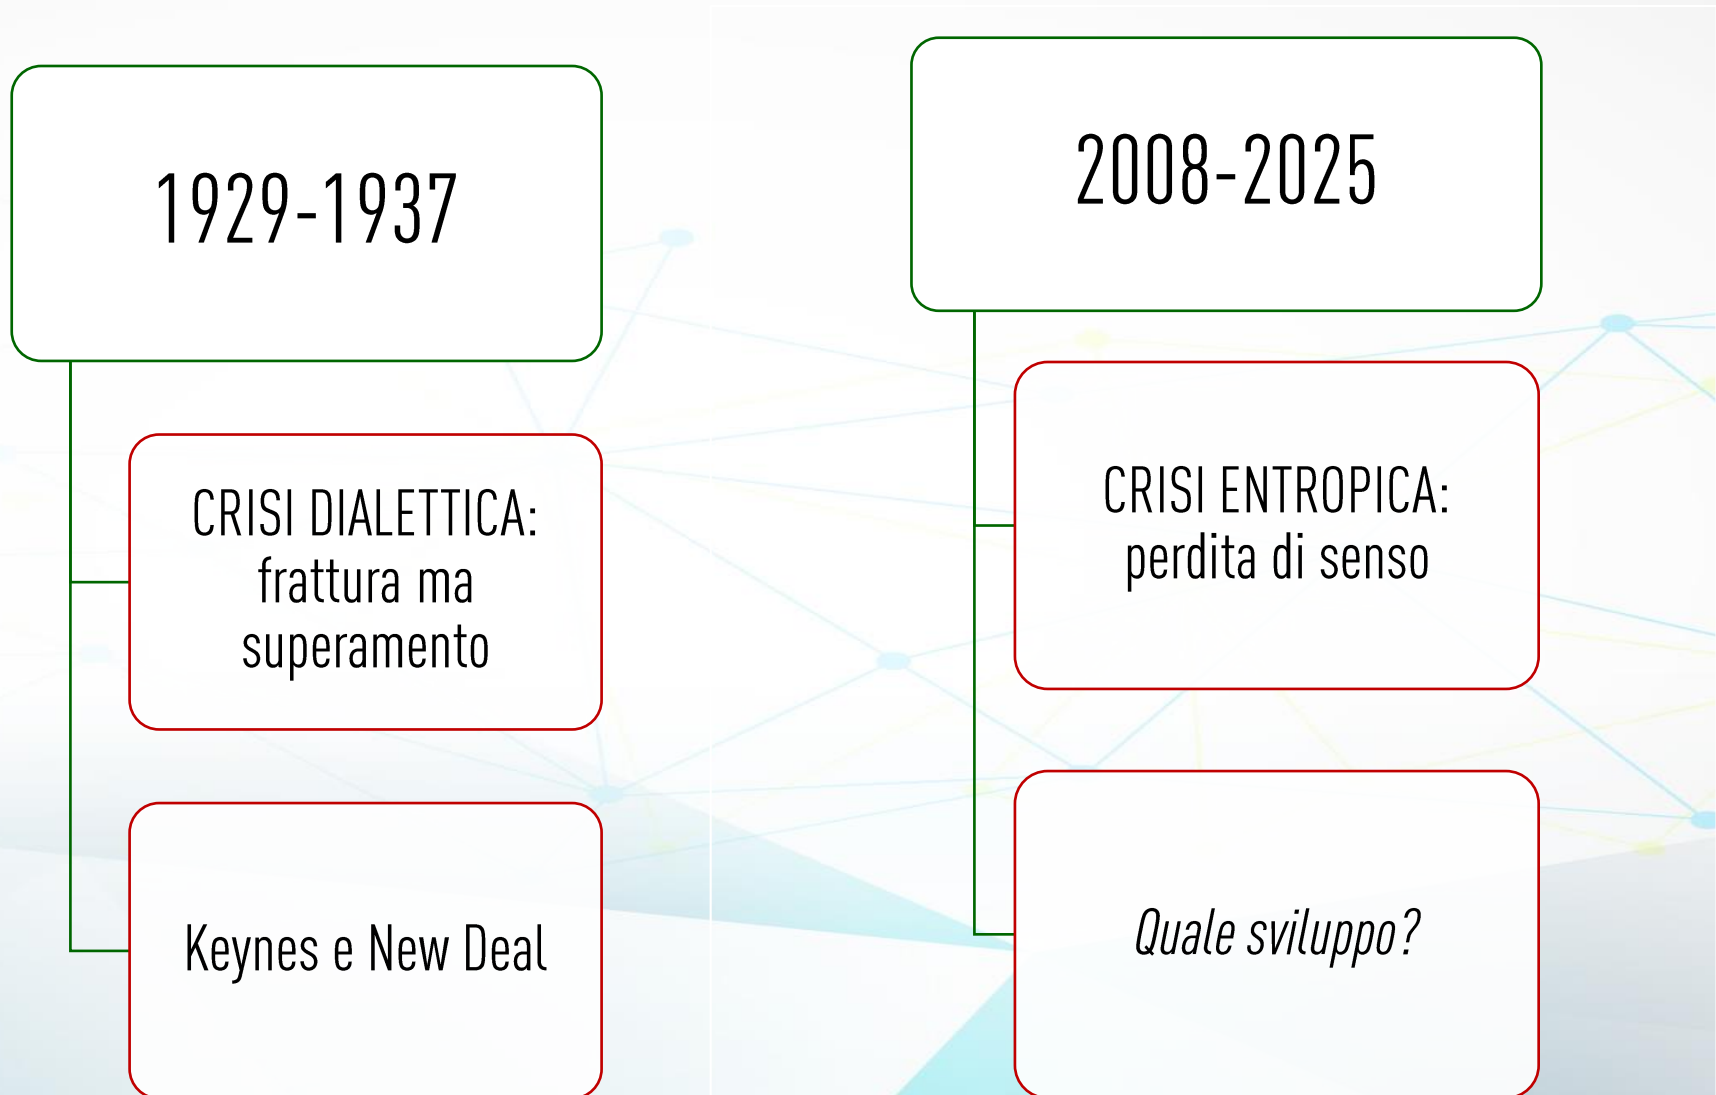 1929-1937
CRISI DIALETTICA:
frattura ma
superamento
Keynes e New Deal
2008-2025
CRISI ENTROPICA:
perdita di senso
Quale sviluppo?